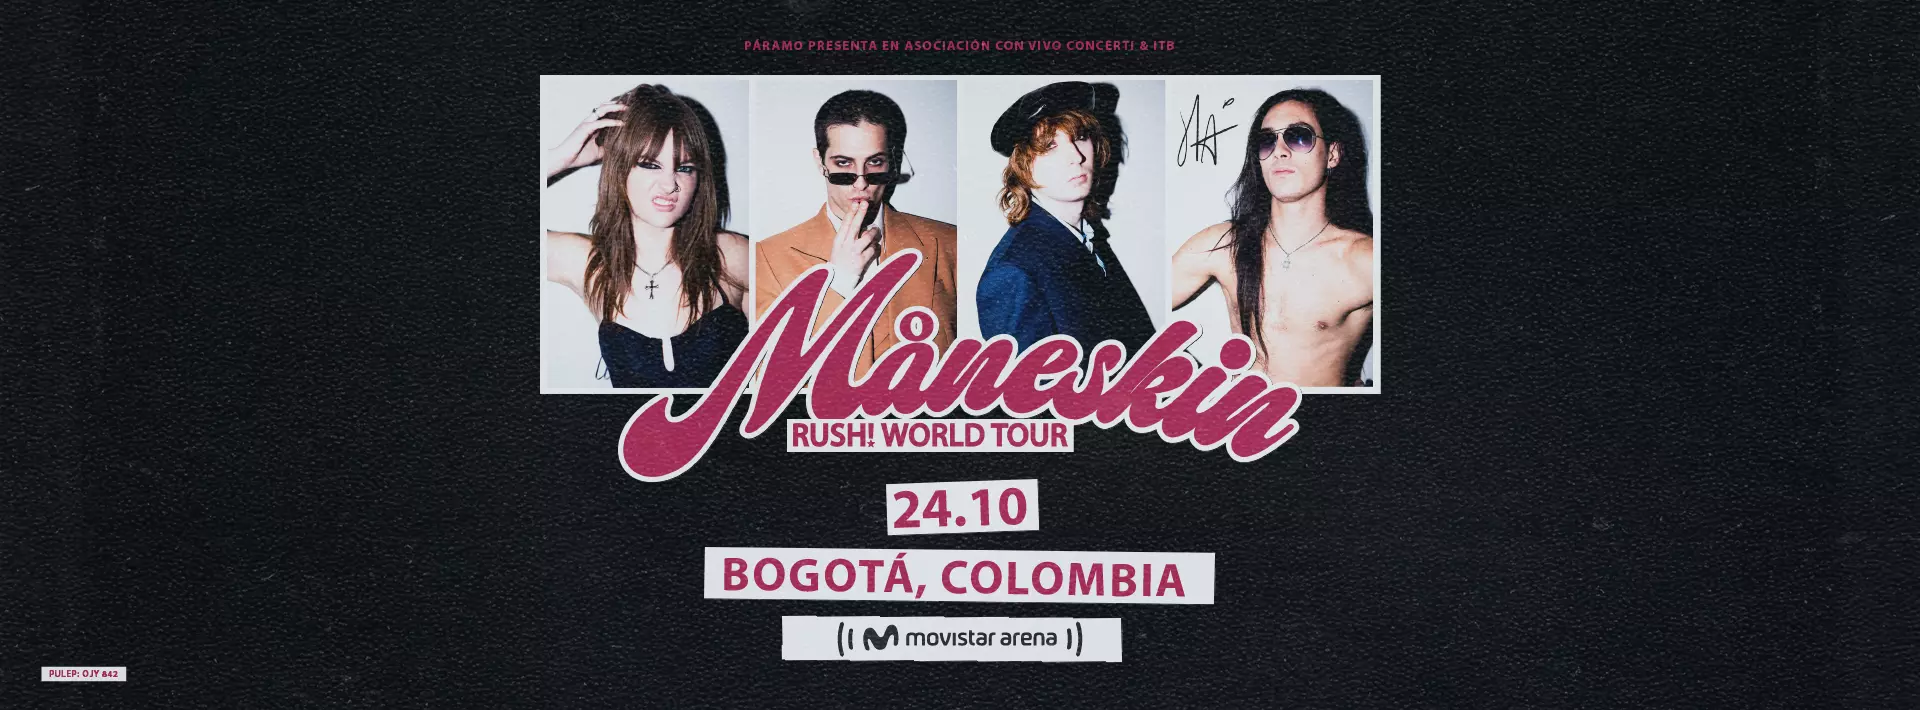 PÁRAMO PRESENTA EN ASOCIACIÓN CON VIVO CONCERTI & ITB
Måneskin
RUSH! WORLD TOUR
24.10
BOGOTÁ, COLOMBIA
movistar arena
PULEP: OJY 842